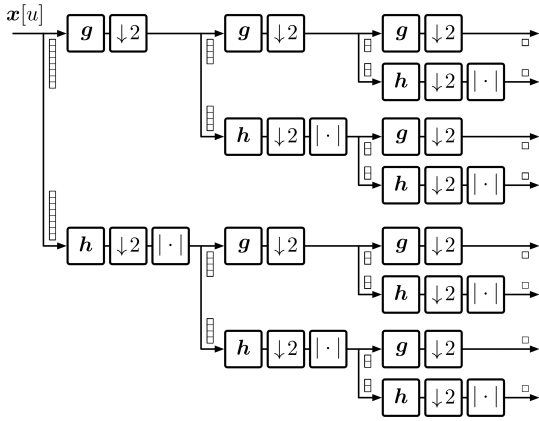 x[u]
g ↓2 g ↓2 g ↓2
h ↓2 |·|
h ↓2 |·| g ↓2
h ↓2 |·|
h ↓2 |·| g ↓2 g ↓2
h ↓2 |·|
h ↓2 |·| g ↓2
h ↓2 |·|